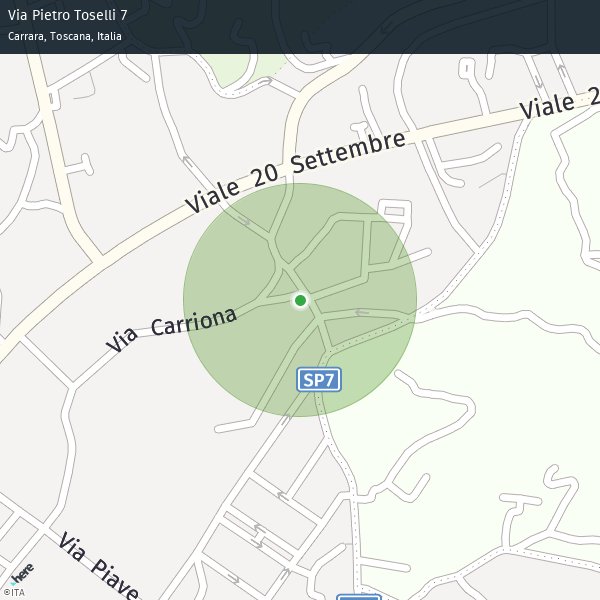 Via Pietro Toselli 7
Carrara, Toscana, Italia
Viale 2
Viale 20 Settembre
Via Carriona
SP7
Via Piave
here
©ITA